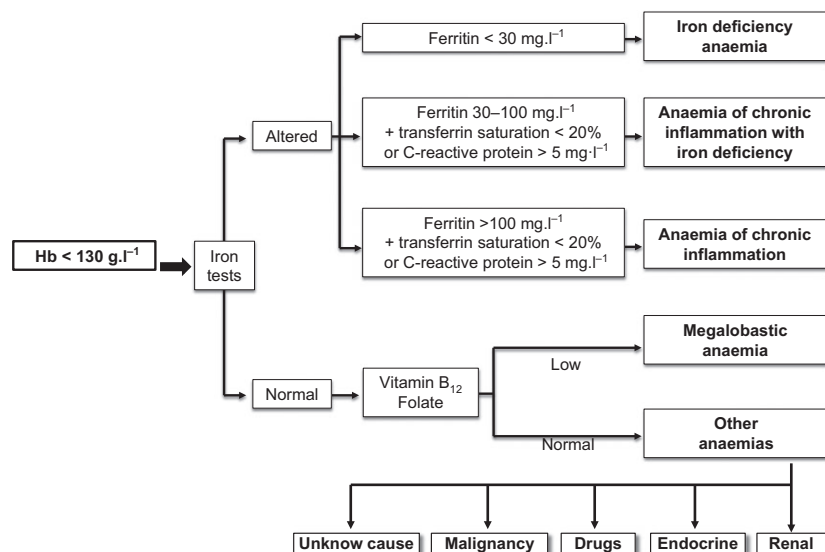 Ferritin < 30 mg.l⁻¹
Iron deficiency
anaemia
Altered
Ferritin 30–100 mg.l⁻¹
+ transferrin saturation < 20%
or C-reactive protein > 5 mg·l⁻¹
Anaemia of chronic
inflammation with
iron deficiency
Hb < 130 g.l⁻¹
Iron
tests
Ferritin >100 mg.l⁻¹
+ transferrin saturation < 20%
or C-reactive protein > 5 mg.l⁻¹
Anaemia of chronic
inflammation
Normal
Vitamin B₁₂
Folate
Low
Megalobastic
anaemia
Normal
Other
anaemias
Unknow cause
Malignancy
Drugs
Endocrine
Renal